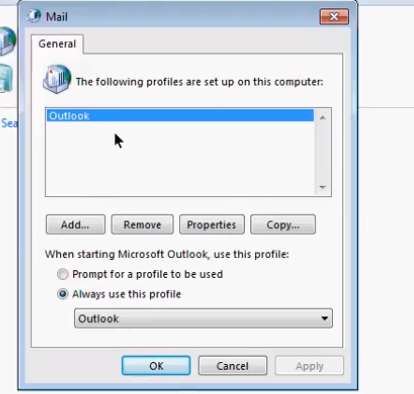 Mail
General
The following profiles are set up on this computer:
Outlook
Add... Remove Properties Copy...
When starting Microsoft Outlook, use this profile:
Prompt for a profile to be used
Always use this profile
Outlook
OK Cancel Apply
Sea